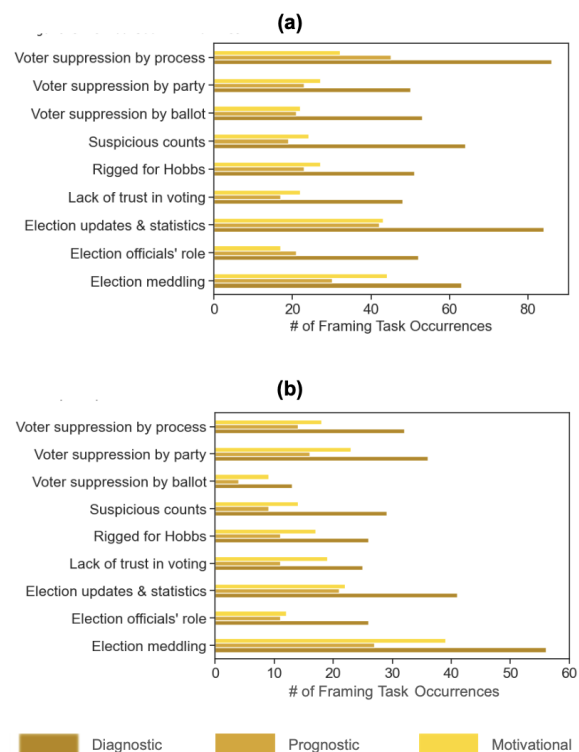 (a)
Voter suppression by process
Voter suppression by party
Voter suppression by ballot
Suspicious counts
Rigged for Hobbs
Lack of trust in voting
Election updates & statistics
Election officials' role
Election meddling
0 20 40 60 80
# of Framing Task Occurrences
(b)
Voter suppression by process
Voter suppression by party
Voter suppression by ballot
Suspicious counts
Rigged for Hobbs
Lack of trust in voting
Election updates & statistics
Election officials' role
Election meddling
0 10 20 30 40 50 60
# of Framing Task Occurrences
Diagnostic Prognostic Motivational